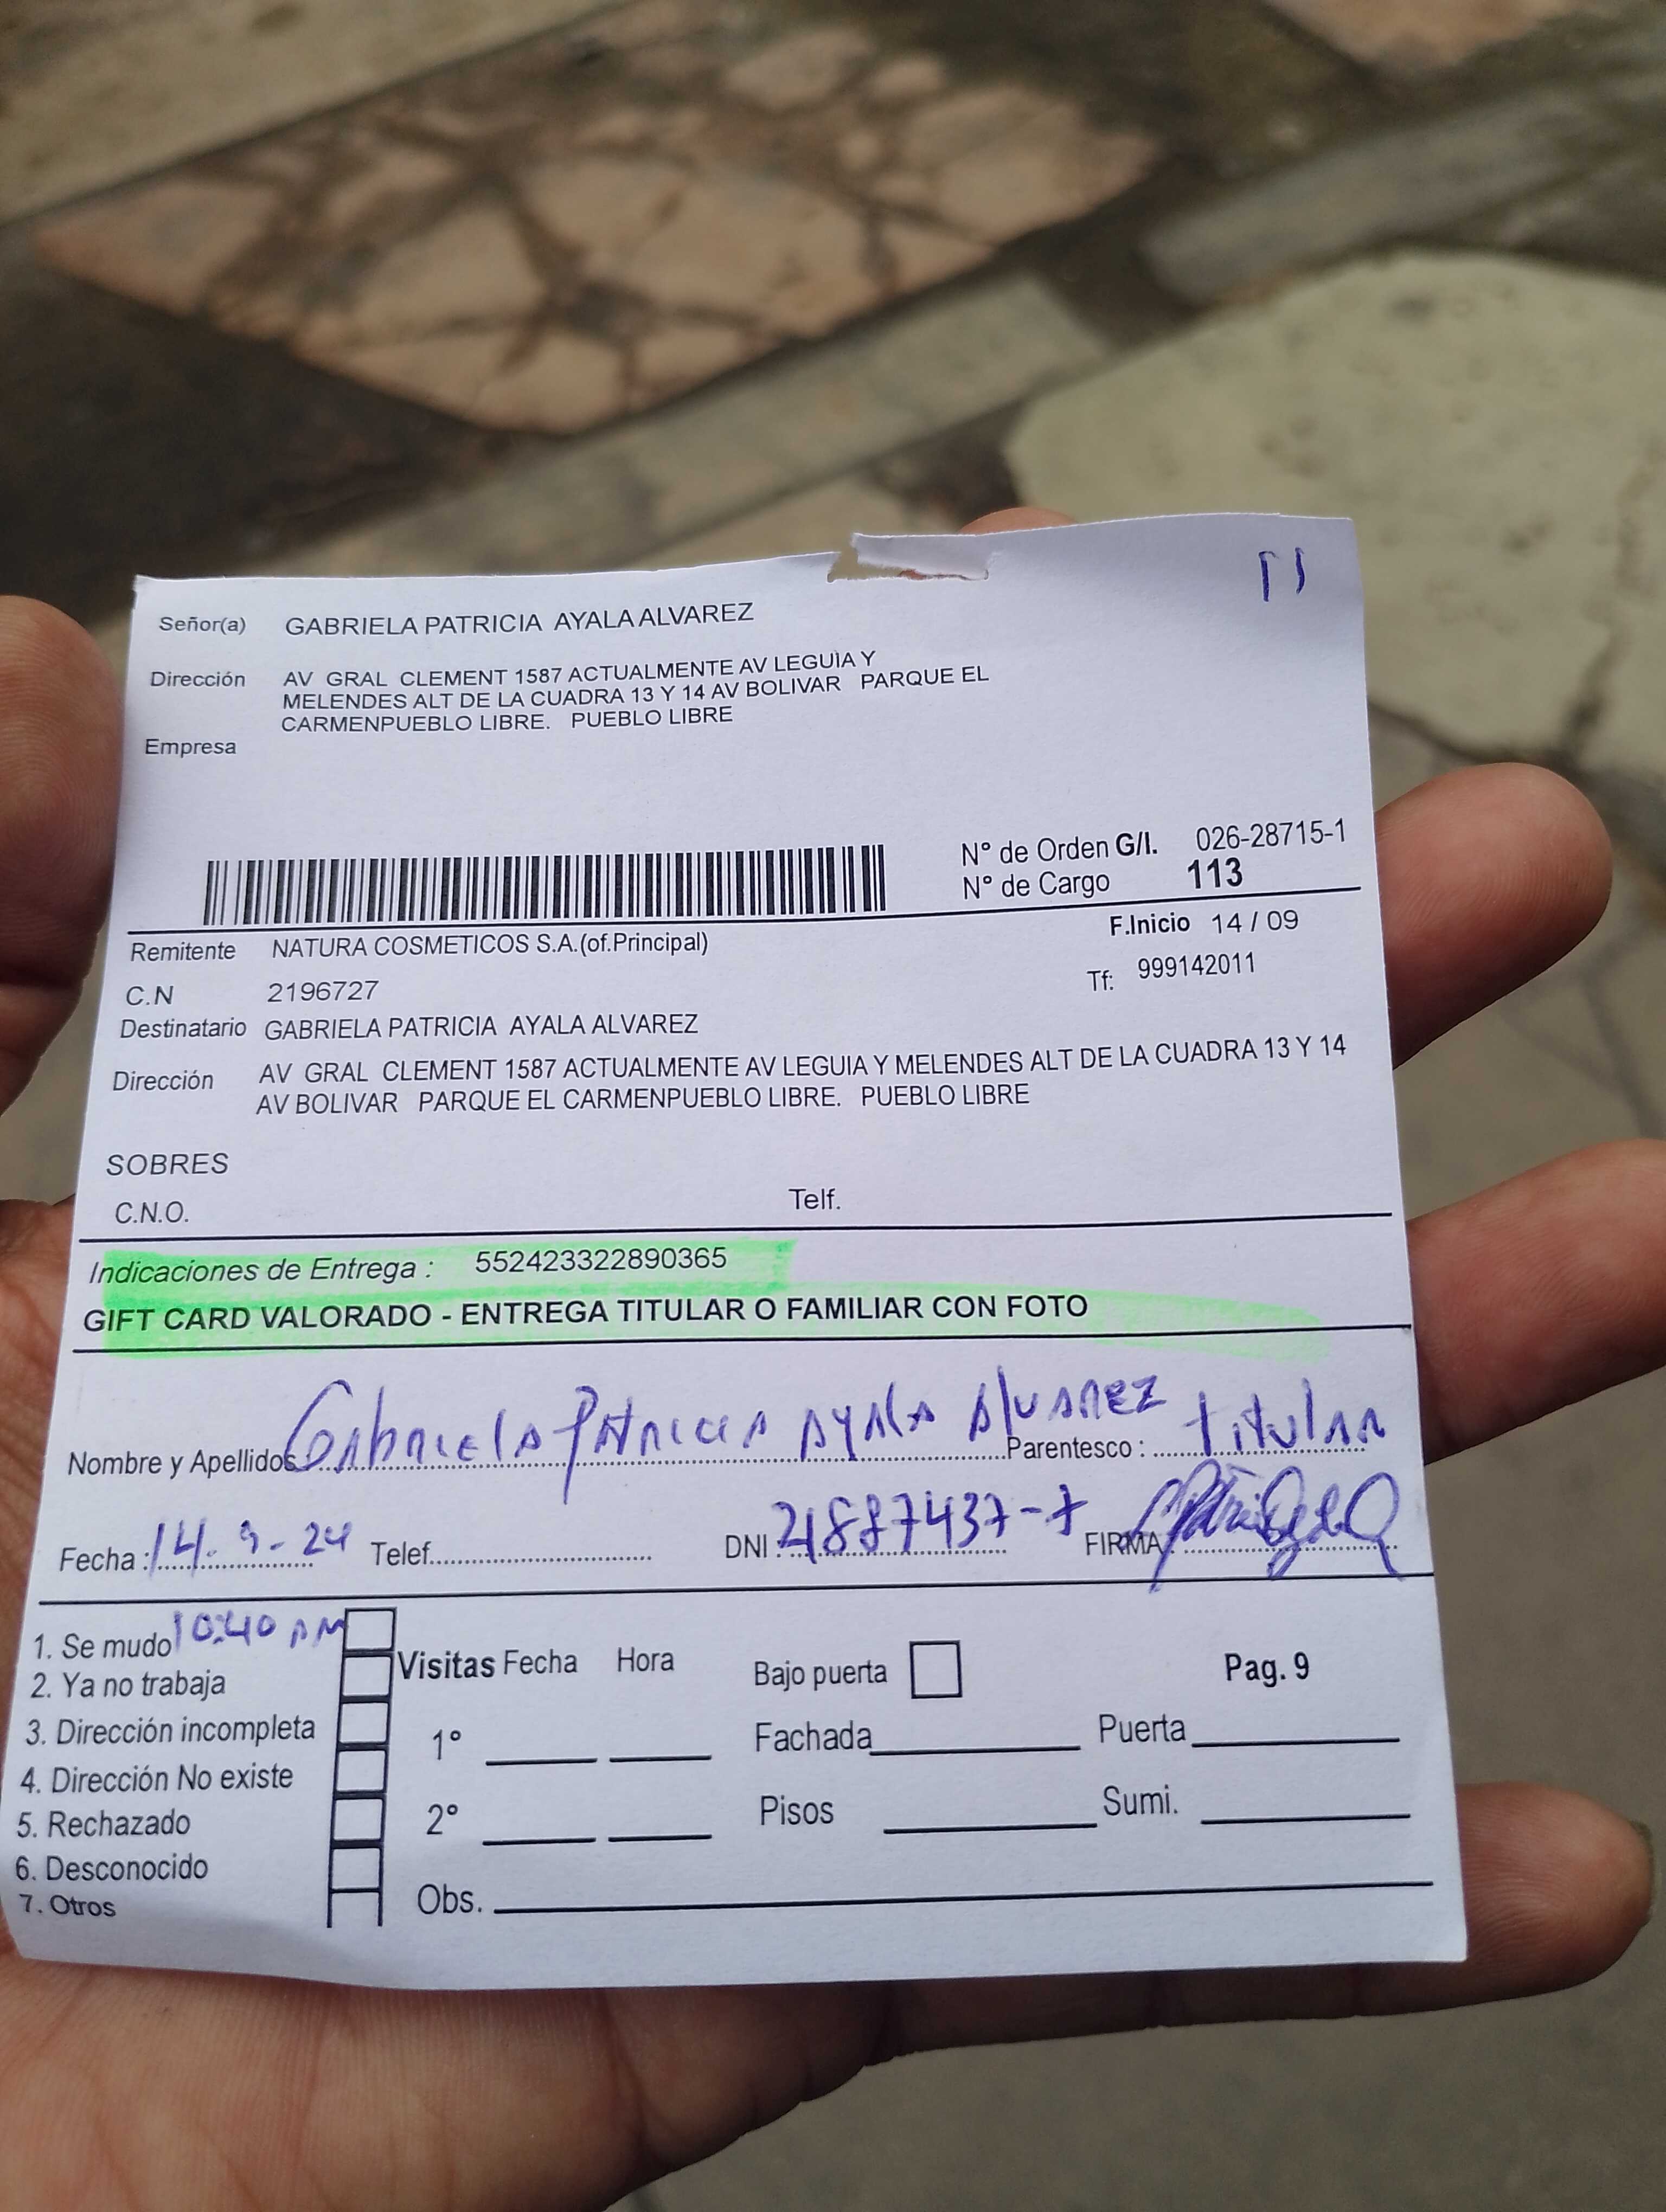 Señor(a) GABRIELA PATRICIA AYALA ALVAREZ
Dirección AV GRAL CLEMENT 1587 ACTUALMENTE AV LEGUIA Y
MELENDES ALT DE LA CUADRA 13 Y 14 AV BOLIVAR PARQUE EL
CARMENPUEBLO LIBRE. PUEBLO LIBRE
Empresa
N° de Orden G/I. 026-28715-1
N° de Cargo 113
F.Inicio 14 / 09
Remitente NATURA COSMETICOS S.A.(of.Principal)
Tf: 999142011
C.N 2196727
Destinatario GABRIELA PATRICIA AYALA ALVAREZ
Dirección AV GRAL CLEMENT 1587 ACTUALMENTE AV LEGUIA Y MELENDES ALT DE LA CUADRA 13 Y 14
AV BOLIVAR PARQUE EL CARMENPUEBLO LIBRE. PUEBLO LIBRE
SOBRES
C.N.O. Telf.
Indicaciones de Entrega : 552423322890365
GIFT CARD VALORADO - ENTREGA TITULAR O FAMILIAR CON FOTO
Nombre y Apellidos Gabriela Patricia Ayala Alvarez Parentesco : titular
Fecha : 14-9-24 Telef. DNI : 21887437-7 FIRMA :
1. Se mudo 10:40 AM
2. Ya no trabaja
3. Dirección incompleta
4. Dirección No existe
5. Rechazado
6. Desconocido
7. Otros
Visitas Fecha Hora Bajo puerta Pag. 9
1° Fachada Puerta
2° Pisos Sumi.
Obs.